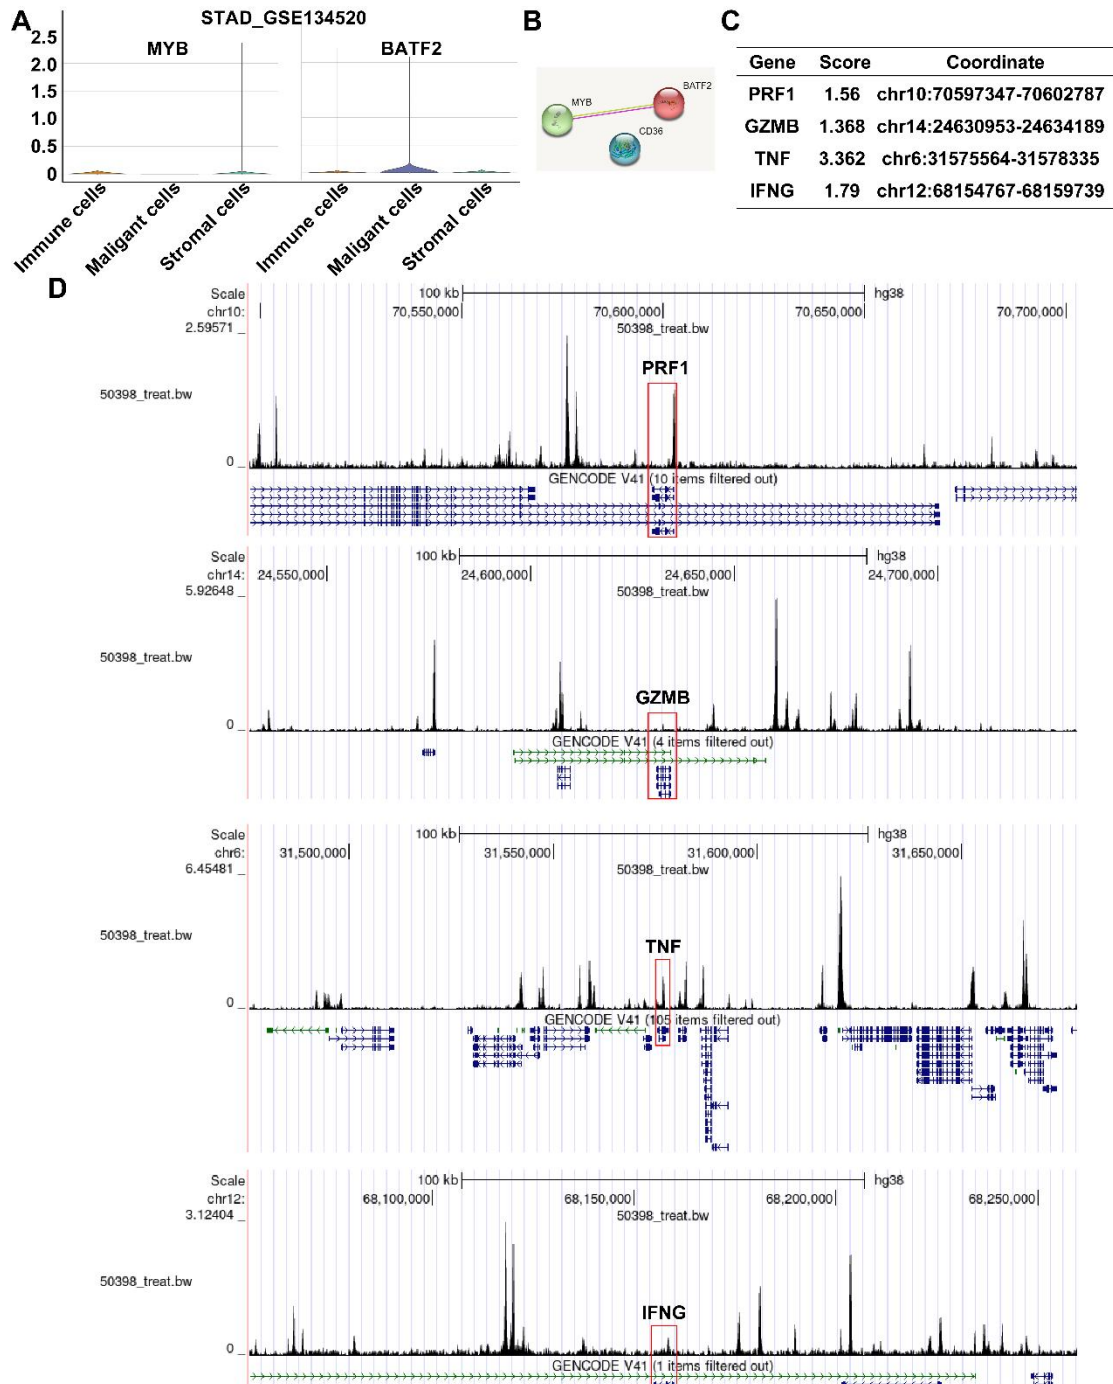 A
STAD_GSE134520
MYB
BATF2
2.5
2.0
1.5
1.0
0.5
0
Immune cells
Maligant cells
Stromal cells
Immune cells
Maligant cells
Stromal cells
B
MYB
BATF2
CD36
C
Gene Score Coordinate
PRF1 1.56 chr10:70597347-70602787
GZMB 1.368 chr14:24630953-24634189
TNF 3.362 chr6:31575564-31578335
IFNG 1.79 chr12:68154767-68159739
D
Scale 100 kb hg38
chr10: 70,550,000 70,600,000 70,650,000 70,700,000
2.59571 50398_treat.bw
PRF1
50398_treat.bw
0
GENCODE V41 (10 items filtered out)
Scale 100 kb hg38
chr14: 24,550,000 24,600,000 24,650,000 24,700,000
5.92648 50398_treat.bw
50398_treat.bw
GZMB
0
GENCODE V41 (4 items filtered out)
Scale 100 kb hg38
chr6: 31,500,000 31,550,000 31,600,000 31,650,000
6.45481 50398_treat.bw
50398_treat.bw
TNF
0
GENCODE V41 (105 items filtered out)
Scale 100 kb hg38
chr12: 68,100,000 68,150,000 68,200,000 68,250,000
3.12404 50398_treat.bw
50398_treat.bw
IFNG
0
GENCODE V41 (1 items filtered out)